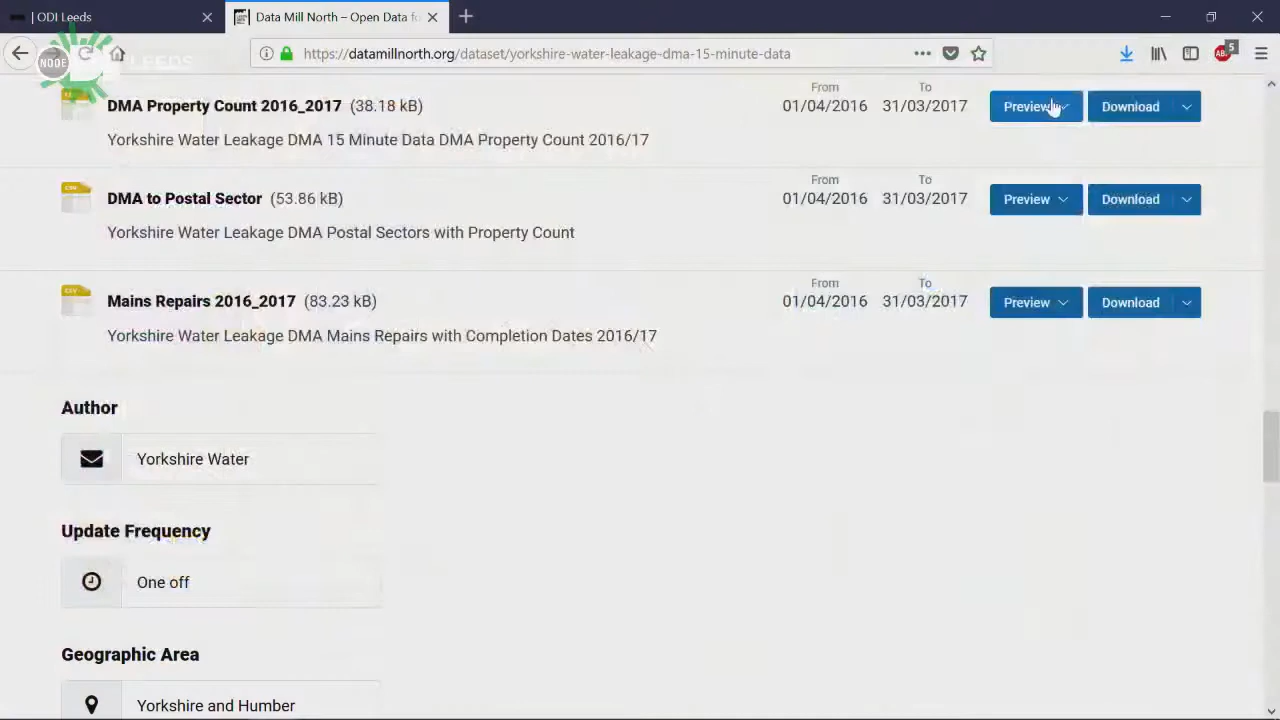 | ODI Leeds
Data Mill North – Open Data fo
https://datamillnorth.org/dataset/yorkshire-water-leakage-dma-15-minute-data
5
NODE
LEEDS
From To
DMA Property Count 2016_2017 (38.18 kB) 01/04/2016 31/03/2017 Preview Download
Yorkshire Water Leakage DMA 15 Minute Data DMA Property Count 2016/17
From To
CSV
DMA to Postal Sector (53.86 kB) 01/04/2016 31/03/2017 Preview Download
Yorkshire Water Leakage DMA Postal Sectors with Property Count
From To
CSV
Mains Repairs 2016_2017 (83.23 kB) 01/04/2016 31/03/2017 Preview Download
Yorkshire Water Leakage DMA Mains Repairs with Completion Dates 2016/17
Author
Yorkshire Water
Update Frequency
One off
Geographic Area
Yorkshire and Humber